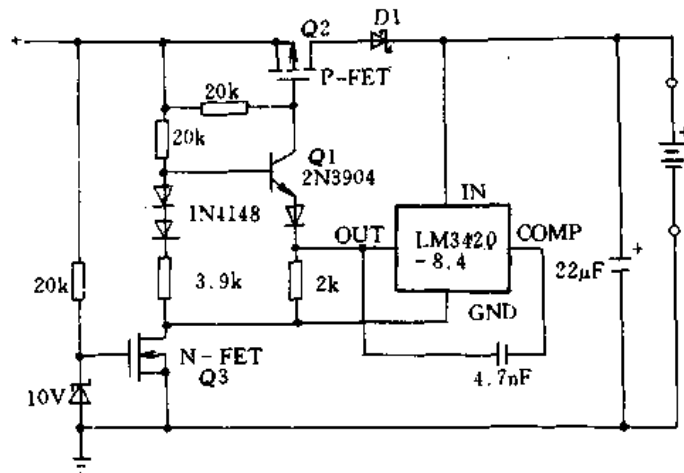 +
Q2
D1
P-FET
20k
20k
Q1
2N3904
1N4148
IN
OUT
LM3420
-8.4
COMP
GND
20k
3.9k
2k
22μF
+
+
N-FET
Q3
4.7nF
10V